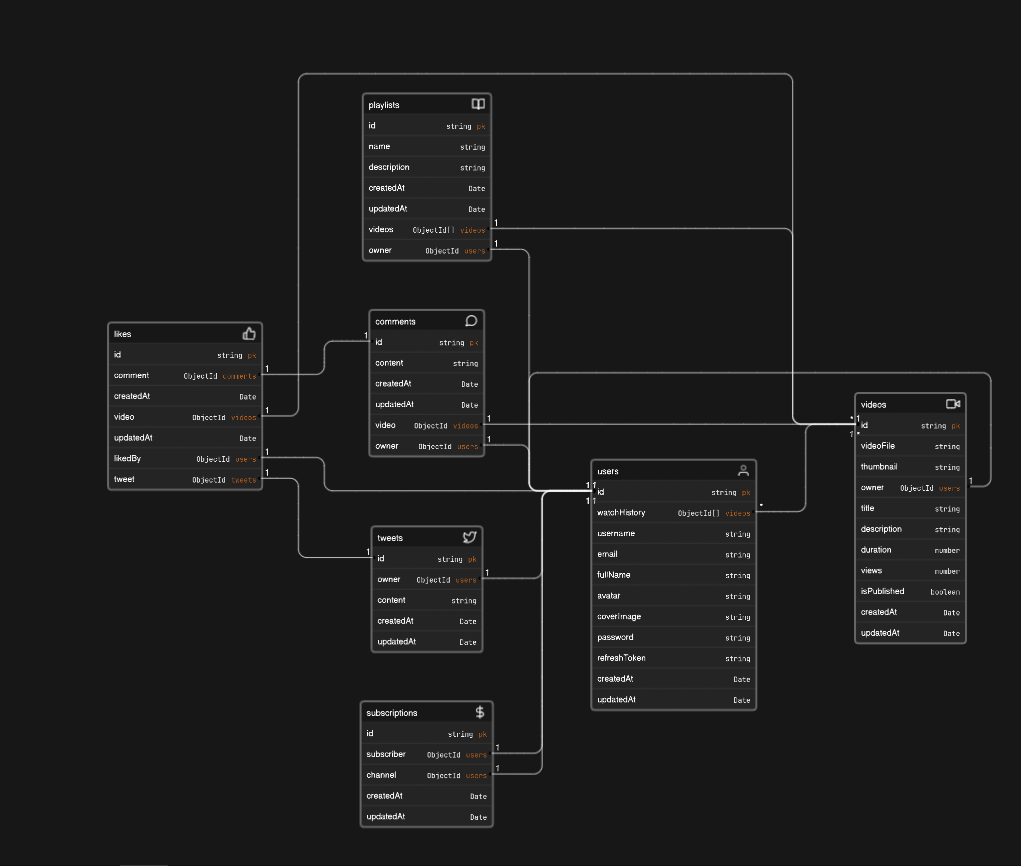 playlists
id string pk
name string
description string
createdAt Date
updatedAt Date
videos ObjectId[] videos 1
owner ObjectId users 1
likes
id string pk
comment ObjectId comments 1
createdAt Date
video ObjectId videos 1
updatedAt Date
likedBy ObjectId users 1
tweet ObjectId tweets 1
comments
1 id string pk
content string
createdAt Date
updatedAt Date
video ObjectId videos 1
owner ObjectId users 1
tweets
1 id string pk
owner ObjectId users 1
content string
createdAt Date
updatedAt Date
subscriptions
id string pk
subscriber ObjectId users 1
channel ObjectId users 1
createdAt Date
updatedAt Date
users
1 1
id string pk
1 1
watchHistory ObjectId[] videos *
username string
email string
fullName string
avatar string
coverImage string
password string
refreshToken string
createdAt Date
updatedAt Date
videos
* 1
id string pk
1 *
videoFile string
thumbnail string
owner ObjectId users 1
title string
description string
duration number
views number
isPublished boolean
createdAt Date
updatedAt Date